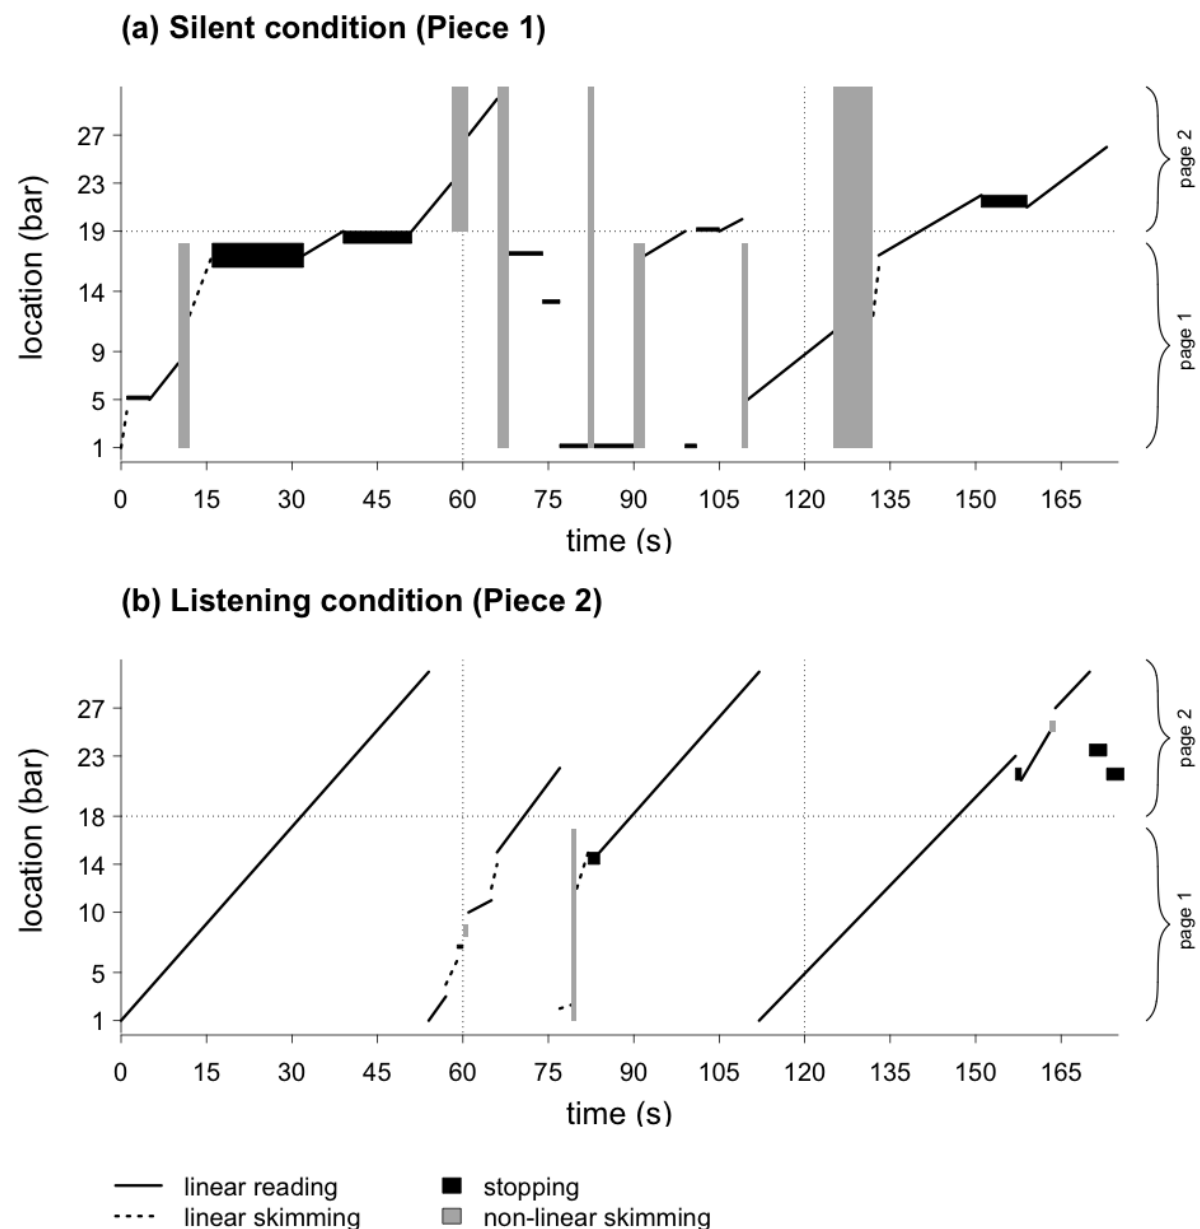 (a) Silent condition (Piece 1)
27
23
19
14
9
5
1
location (bar)
page 2
page 1
0 15 30 45 60 75 90 105 120 135 150 165
time (s)
(b) Listening condition (Piece 2)
27
23
18
14
10
5
1
location (bar)
page 2
page 1
0 15 30 45 60 75 90 105 120 135 150 165
time (s)
linear reading
stopping
linear skimming
non-linear skimming